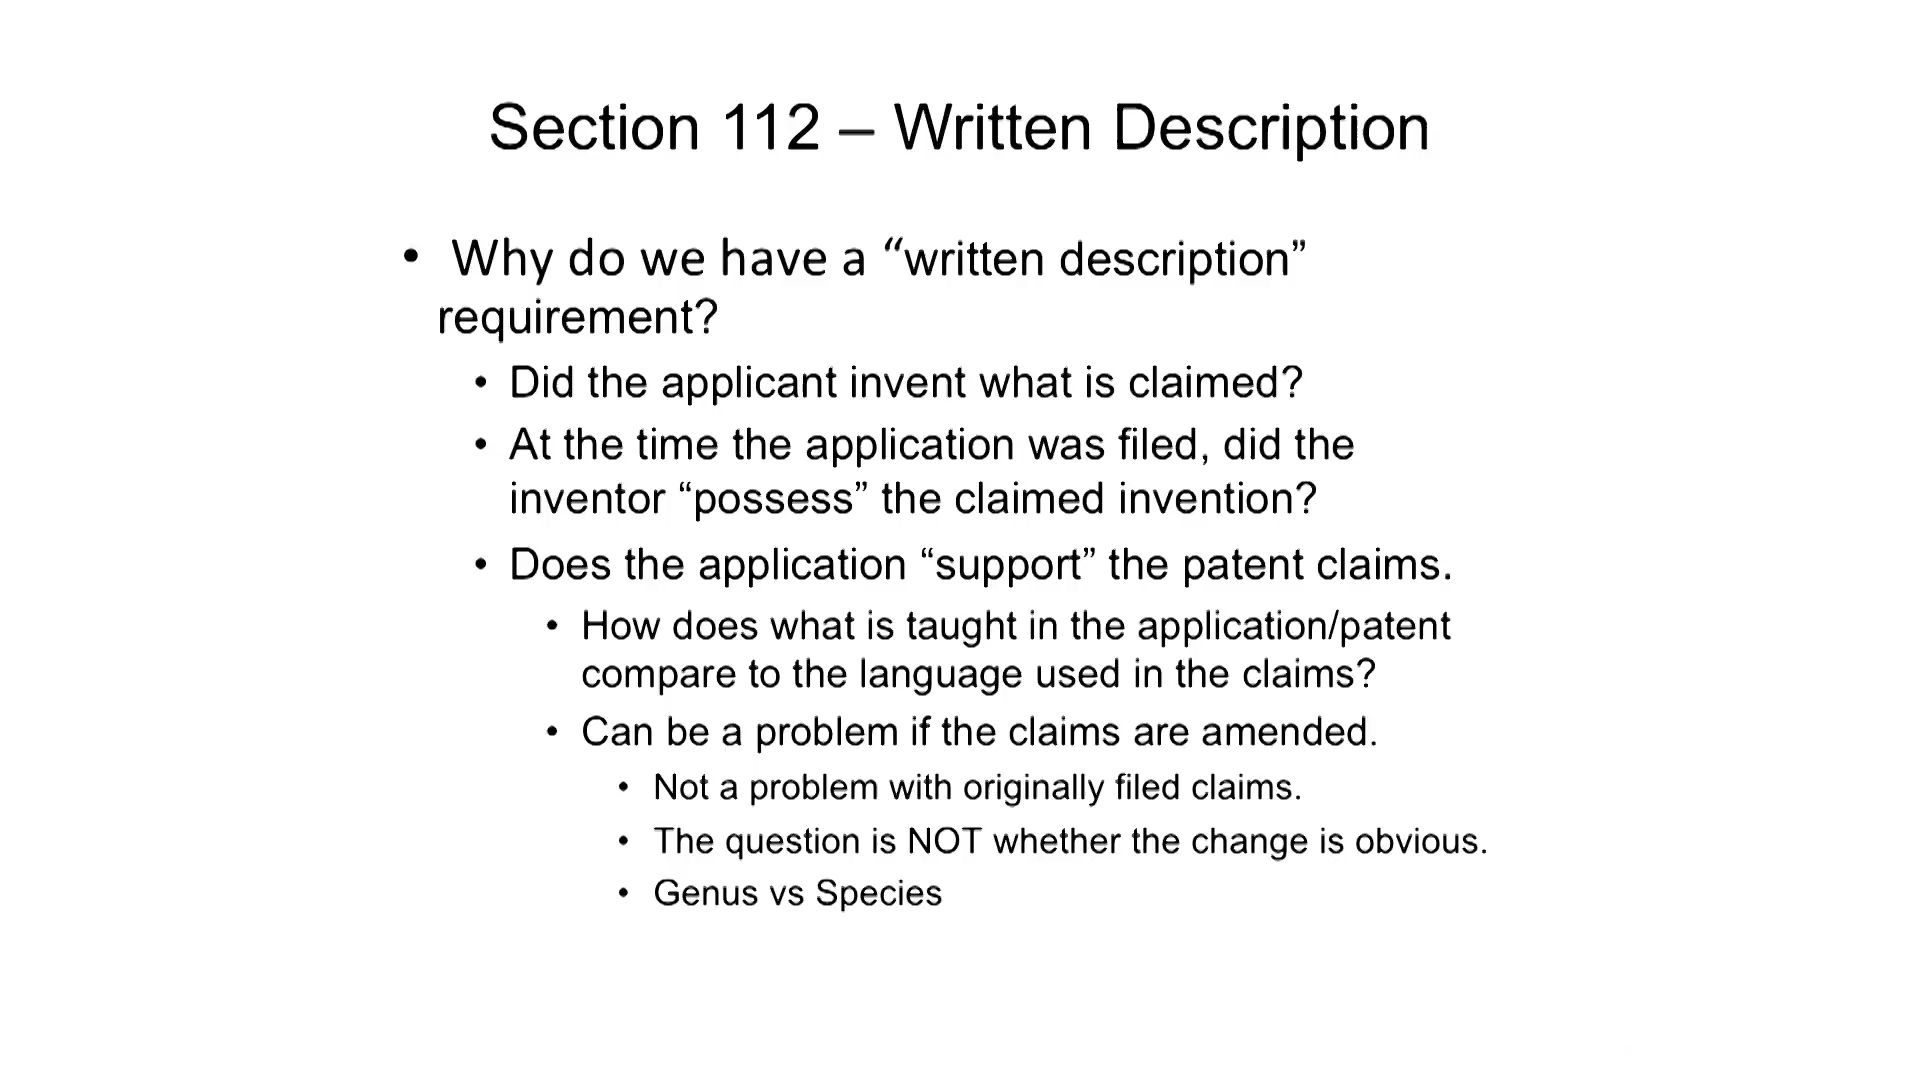 Section 112 – Written Description
• Why do we have a “written description”
requirement?
• Did the applicant invent what is claimed?
• At the time the application was filed, did the
inventor “possess” the claimed invention?
• Does the application “support” the patent claims.
• How does what is taught in the application/patent
compare to the language used in the claims?
• Can be a problem if the claims are amended.
• Not a problem with originally filed claims.
• The question is NOT whether the change is obvious.
• Genus vs Species